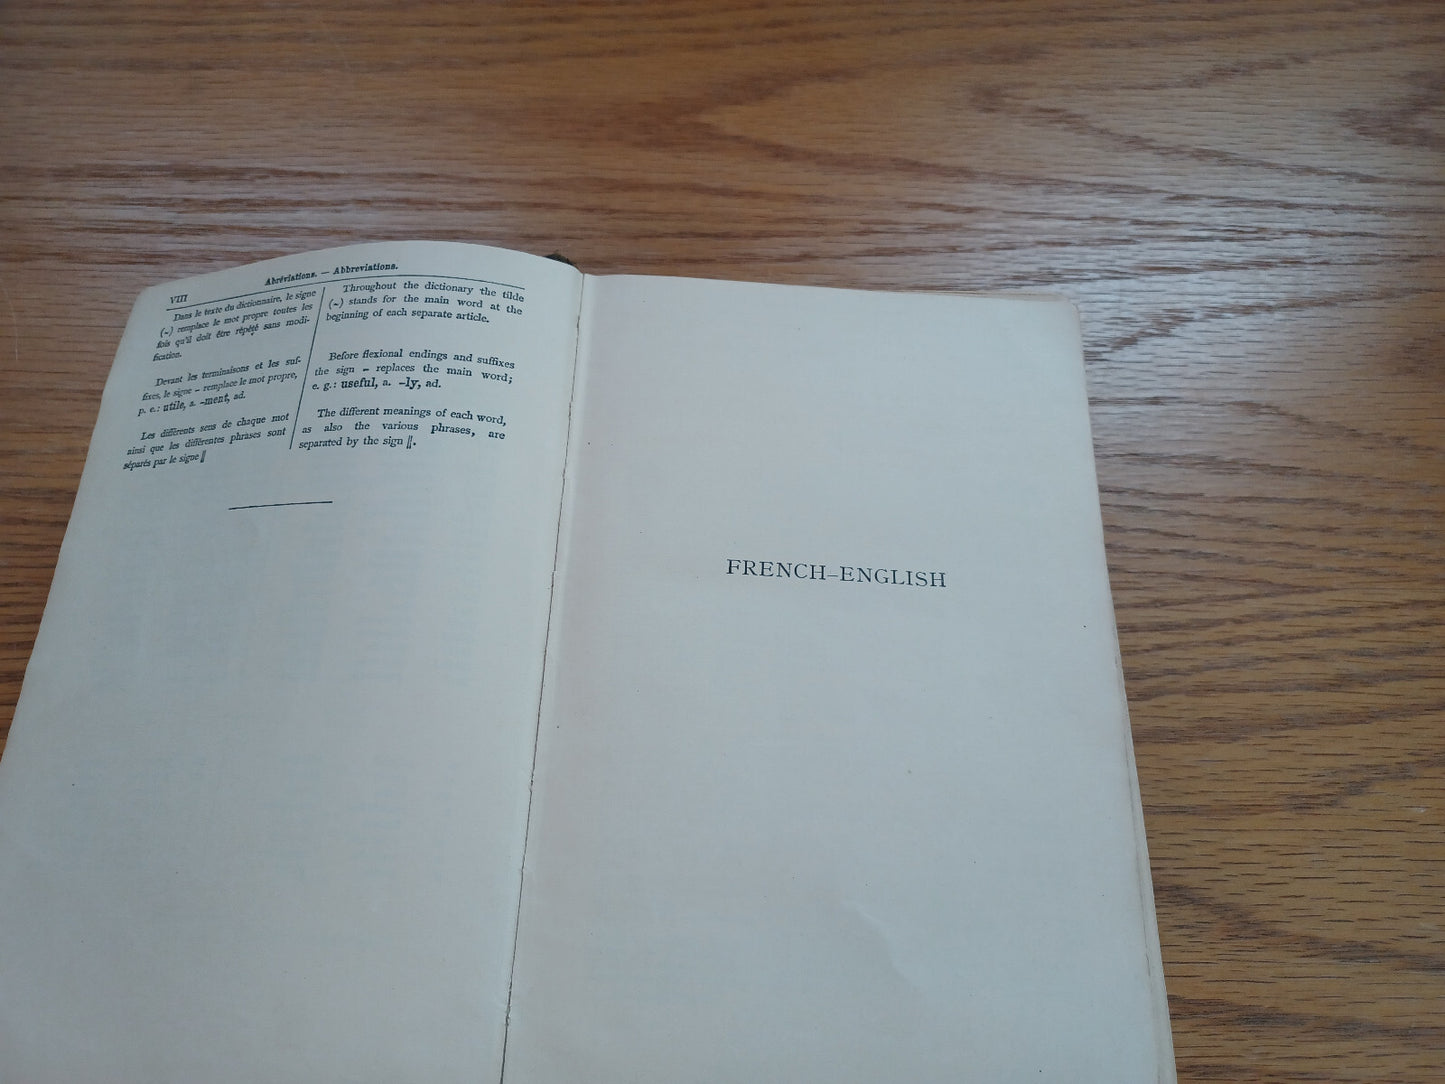 VIII
Abréviations. — Abbreviations.
Dans le texte du dictionnaire, le signe
(~) remplace le mot propre toutes les
fois qu'il doit être répété sans modi-
fication.
Devant les terminaisons et les suf-
fixes, le signe – remplace le mot propre,
p. e.: utile, a. –ment, ad.
Les différents sens de chaque mot
ainsi que les différentes phrases sont
séparés par le signe ‖
Throughout the dictionary the tilde
(~) stands for the main word at the
beginning of each separate article.
Before flexional endings and suffixes
the sign – replaces the main word;
e. g.: useful, a. –ly, ad.
The different meanings of each word,
as also the various phrases, are
separated by the sign ‖.
FRENCH–ENGLISH